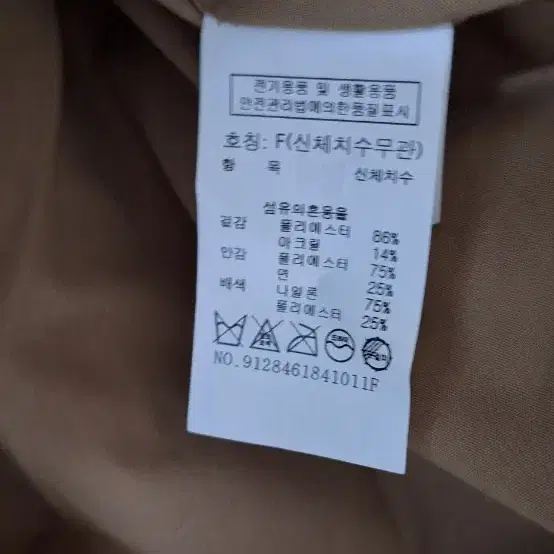 전기용품 및 생활용품
안전관리법에의한품질표시
호칭: F(신체치수무관)
항 목 신체치수
섬유의혼용율
겉감 폴리에스터 86%
아크릴 14%
안감 폴리에스터 75%
면 25%
배색 나일론 75%
폴리에스터 25%
NO.9128461841011F